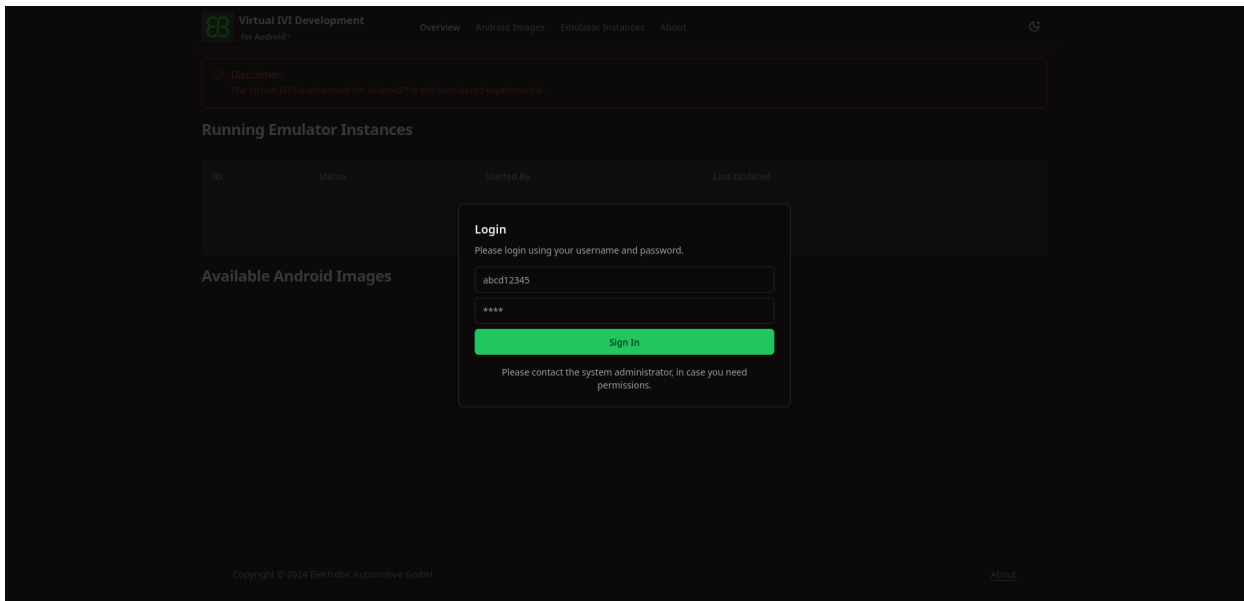 Virtual IVI Development
for Android™
Overview Android Images Emulator Instances About
Disclaimer:
The Virtual IVI Development for Android™ is still considered experimental.
Running Emulator Instances
ID Status Started By Last Updated
Login
Please login using your username and password.
abcd12345
****
Sign In
Please contact the system administrator, in case you need
permissions.
Available Android Images
Copyright © 2024 Elektrobit Automotive GmbH
About